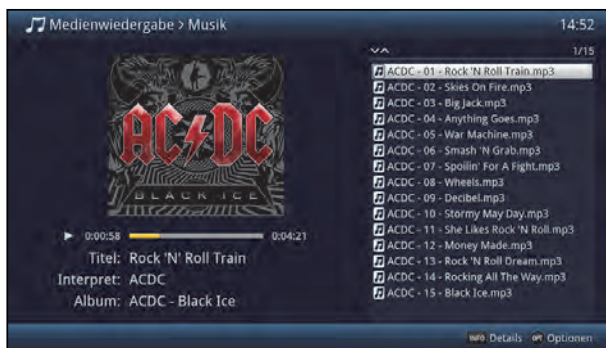 Medienwiedergabe > Musik
14:52
1/15
AC⚡DC
BLACK ICE
0:00:58
0:04:21
Titel: Rock 'N' Roll Train
Interpret: ACDC
Album: ACDC - Black Ice
ACDC - 01 - Rock 'N Roll Train.mp3
ACDC - 02 - Skies On Fire.mp3
ACDC - 03 - Big Jack.mp3
ACDC - 04 - Anything Goes.mp3
ACDC - 05 - War Machine.mp3
ACDC - 06 - Smash 'N Grab.mp3
ACDC - 07 - Spoilin' For A Fight.mp3
ACDC - 08 - Wheels.mp3
ACDC - 09 - Decibel.mp3
ACDC - 10 - Stormy May Day.mp3
ACDC - 11 - She Likes Rock 'N Roll.mp3
ACDC - 12 - Money Made.mp3
ACDC - 13 - Rock 'N Roll Dream.mp3
ACDC - 14 - Rocking All The Way.mp3
ACDC - 15 - Black Ice.mp3
INFO Details OPT Optionen